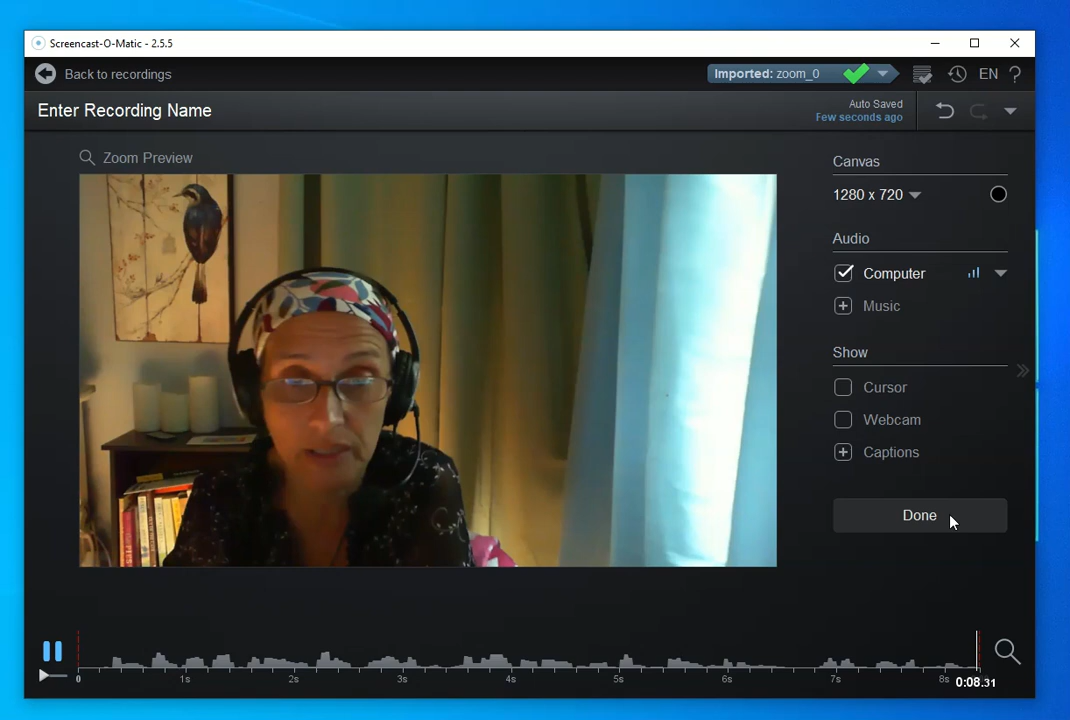 Screencast-O-Matic - 2.5.5
Back to recordings
Imported: zoom_0
EN ?
Enter Recording Name
Auto Saved
Few seconds ago
Zoom Preview
Canvas
1280 x 720
Audio
Computer
Music
Show
Cursor
Webcam
Captions
Done
0 1s 2s 3s 4s 5s 6s 7s 8s 0:08.31